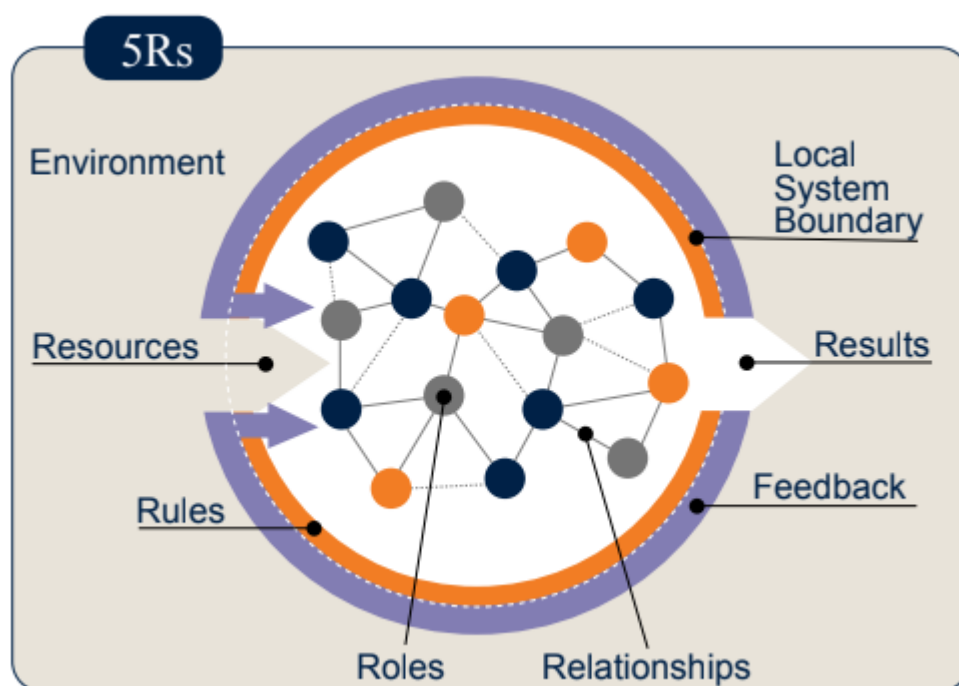 5Rs
Environment
Local
System
Boundary
Resources
Results
Rules
Feedback
Roles
Relationships